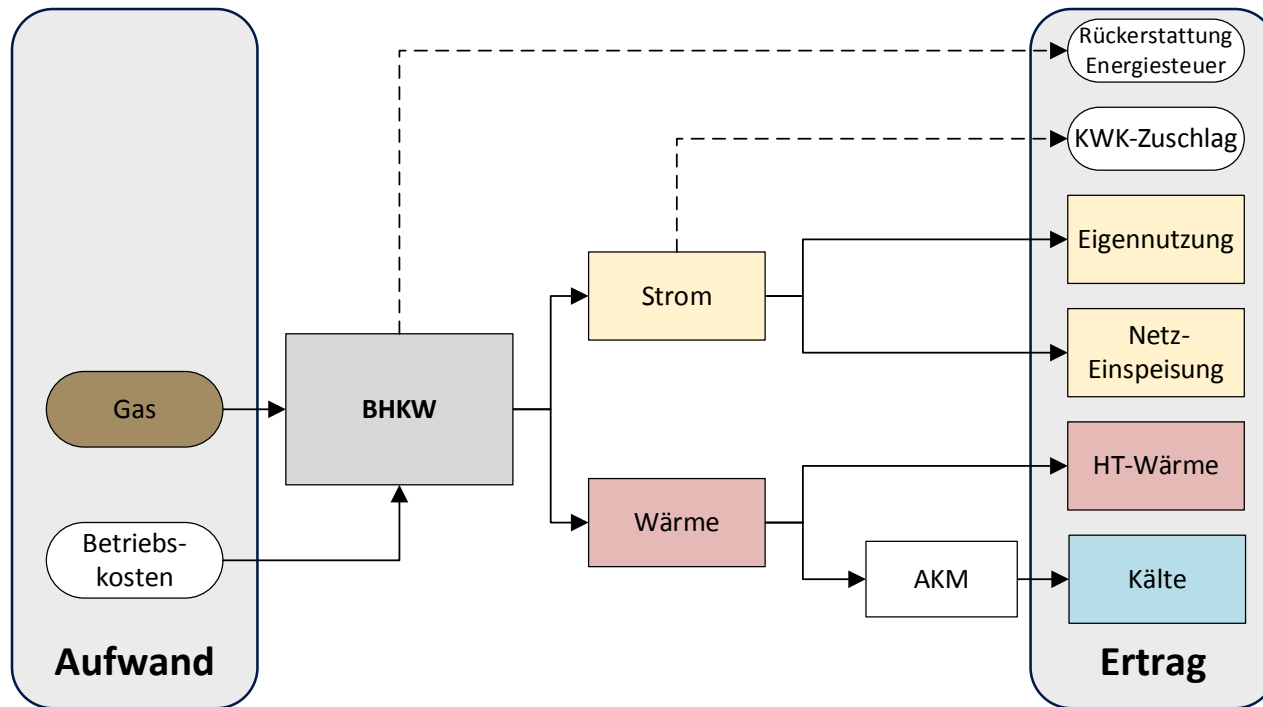 Rückerstattung
Energiesteuer
KWK-Zuschlag
Eigennutzung
Strom
Netz-
Einspeisung
Gas
BHKW
HT-Wärme
Wärme
Betriebs-
kosten
AKM
Kälte
Aufwand
Ertrag